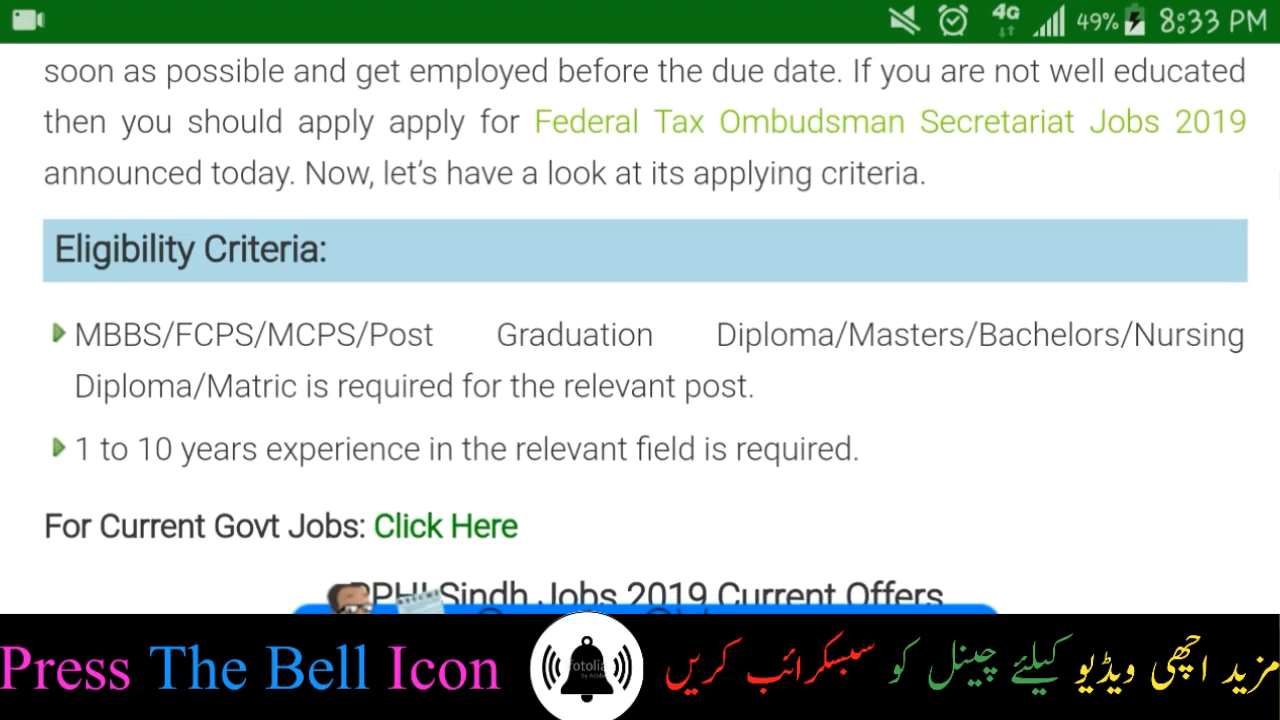 4G 49% 8:33 PM
soon as possible and get employed before the due date. If you are not well educated
then you should apply apply for Federal Tax Ombudsman Secretariat Jobs 2019
announced today. Now, let's have a look at its applying criteria.
Eligibility Criteria:
MBBS/FCPS/MCPS/Post Graduation Diploma/Masters/Bachelors/Nursing
Diploma/Matric is required for the relevant post.
1 to 10 years experience in the relevant field is required.
For Current Govt Jobs: Click Here
PPHI Sindh Jobs 2019 Current Offers
Press The Bell Icon
fotolia
by Adobe
مزید اچھی ویڈیو کیلئے چینل کو سبسکرائب کریں